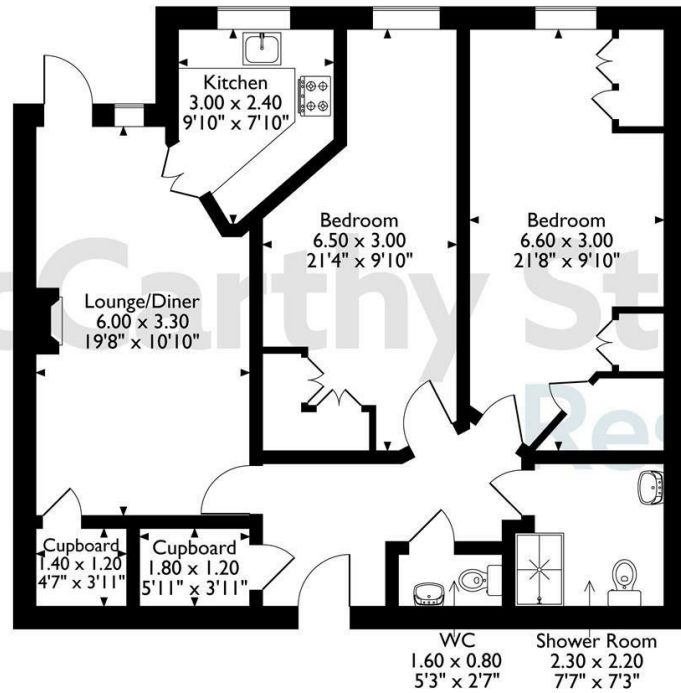 Kitchen
3.00 x 2.40
9'10" x 7'10"
Bedroom
6.50 x 3.00
21'4" x 9'10"
Bedroom
6.60 x 3.00
21'8" x 9'10"
Lounge/Diner
6.00 x 3.30
19'8" x 10'10"
Cupboard
1.40 x 1.20
4'7" x 3'11"
Cupboard
1.80 x 1.20
5'11" x 3'11"
WC
1.60 x 0.80
5'3" x 2'7"
Shower Room
2.30 x 2.20
7'7" x 7'3"